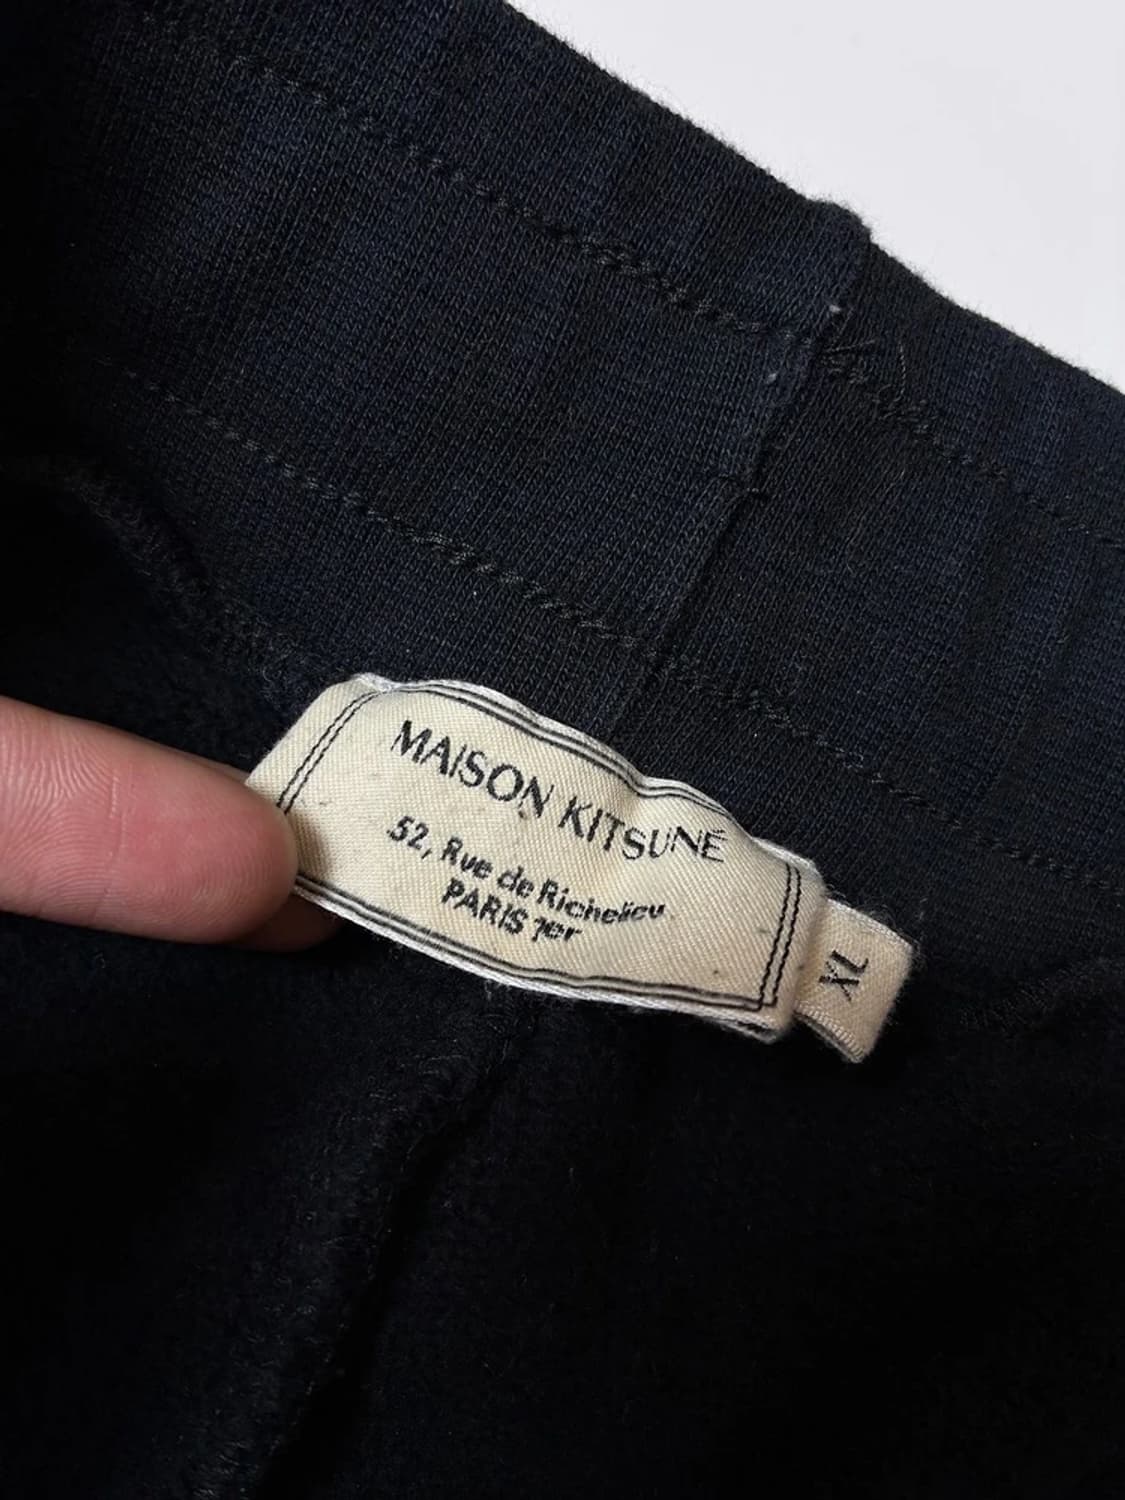 MAISON KITSUNE
52, Rue de Richelieu
PARIS 1er
XL